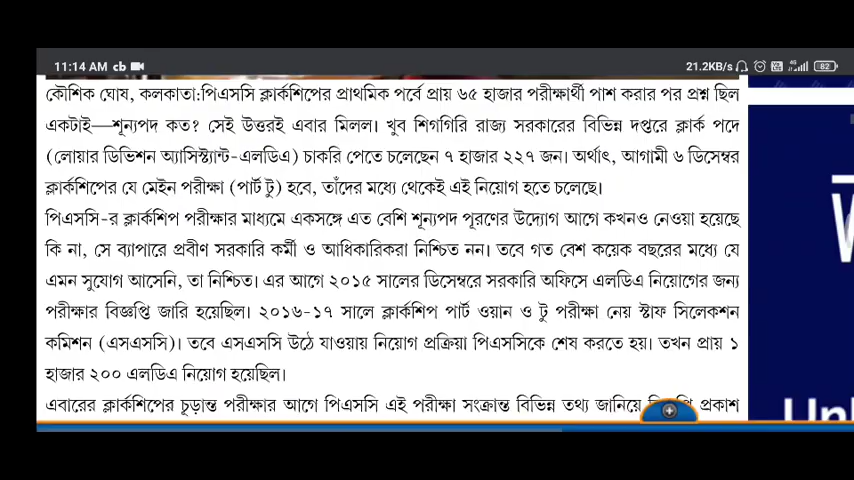 11:14 AM cb
21.2KB/s 4G 82
কৌশিক ঘোষ, কলকাতা:পিএসসি ক্লার্কশিপের প্রাথমিক পর্বে প্রায় ৬৫ হাজার পরীক্ষার্থী পাশ করার পর প্রশ্ন ছিল
একটাই—শূন্যপদ কত? সেই উত্তরই এবার মিলল। খুব শিগগিরি রাজ্য সরকারের বিভিন্ন দপ্তরে ক্লার্ক পদে
(লোয়ার ডিভিশন অ্যাসিস্ট্যান্ট-এলডিএ) চাকরি পেতে চলেছেন ৭ হাজার ২২৭ জন। অর্থাৎ, আগামী ৬ ডিসেম্বর
ক্লার্কশিপের যে মেইন পরীক্ষা (পার্ট টু) হবে, তাঁদের মধ্যে থেকেই এই নিয়োগ হতে চলেছে।
পিএসসি-র ক্লার্কশিপ পরীক্ষার মাধ্যমে একসঙ্গে এত বেশি শূন্যপদ পূরণের উদ্যোগ আগে কখনও নেওয়া হয়েছে
কি না, সে ব্যাপারে প্রবীণ সরকারি কর্মী ও আধিকারিকরা নিশ্চিত নন। তবে গত বেশ কয়েক বছরের মধ্যে যে
এমন সুযোগ আসেনি, তা নিশ্চিত। এর আগে ২০১৫ সালের ডিসেম্বরে সরকারি অফিসে এলডিএ নিয়োগের জন্য
পরীক্ষার বিজ্ঞপ্তি জারি হয়েছিল। ২০১৬-১৭ সালে ক্লার্কশিপ পার্ট ওয়ান ও টু পরীক্ষা নেয় স্টাফ সিলেকশন
কমিশন (এসএসসি)। তবে এসএসসি উঠে যাওয়ায় নিয়োগ প্রক্রিয়া পিএসসিকে শেষ করতে হয়। তখন প্রায় ১
হাজার ২০০ এলডিএ নিয়োগ হয়েছিল।
এবারের ক্লার্কশিপের চূড়ান্ত পরীক্ষার আগে পিএসসি এই পরীক্ষা সংক্রান্ত বিভিন্ন তথ্য জানিয়ে প্রকাশ